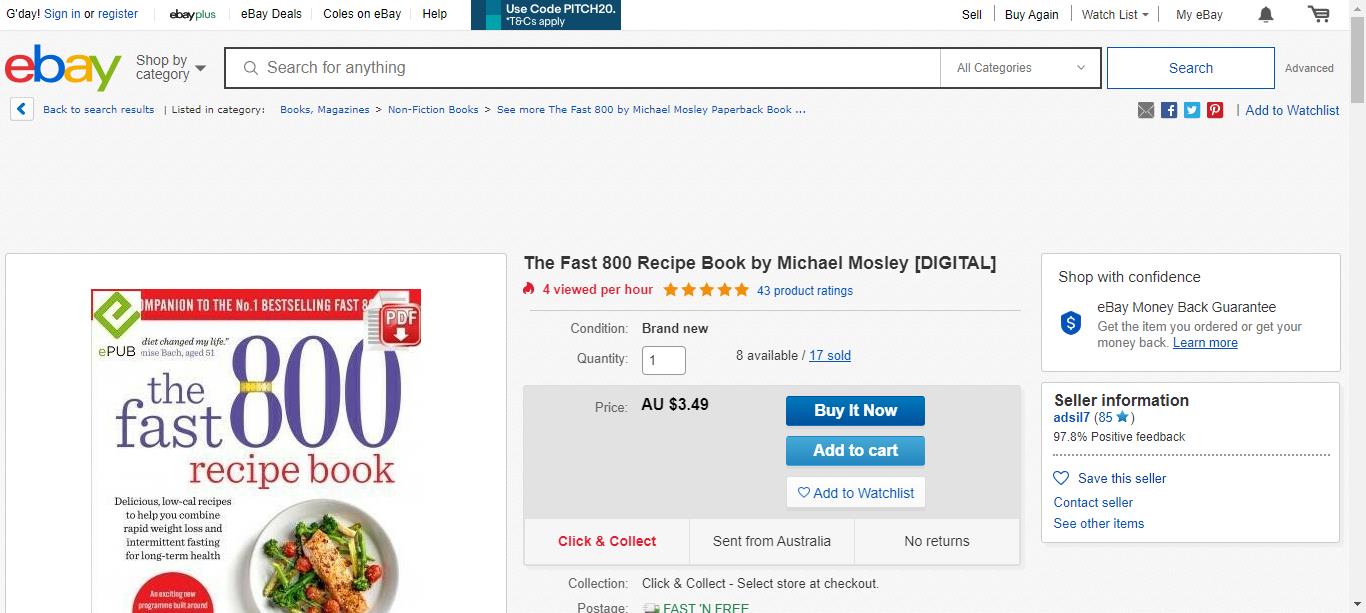 G'day! Sign in or register | ebayplus | eBay Deals | Coles on eBay | Help
Use Code PITCH20.
*T&Cs apply
Sell | Buy Again | Watch List | My eBay
ebay
Shop by
category
Search for anything
All Categories
Search
Advanced
Back to search results | Listed in category: Books, Magazines > Non-Fiction Books > See more The Fast 800 by Michael Mosley Paperback Book ...
| Add to Watchlist
COMPANION TO THE No.1 BESTSELLING FAST 8
PDF
ePUB
diet changed my life."
nise Bach, aged 51
the
fast 800
recipe book
Delicious, low-cal recipes
to help you combine
rapid weight loss and
intermittent fasting
for long-term health
An exciting new
programme built around
The Fast 800 Recipe Book by Michael Mosley [DIGITAL]
4 viewed per hour 43 product ratings
Condition: Brand new
Quantity: 1 8 available / 17 sold
Price: AU $3.49
Buy It Now
Add to cart
Add to Watchlist
Click & Collect
Sent from Australia
No returns
Collection: Click & Collect - Select store at checkout.
Postage: FAST 'N FREE
Shop with confidence
eBay Money Back Guarantee
Get the item you ordered or get your
money back. Learn more
Seller information
adsil7 (85)
97.8% Positive feedback
Save this seller
Contact seller
See other items